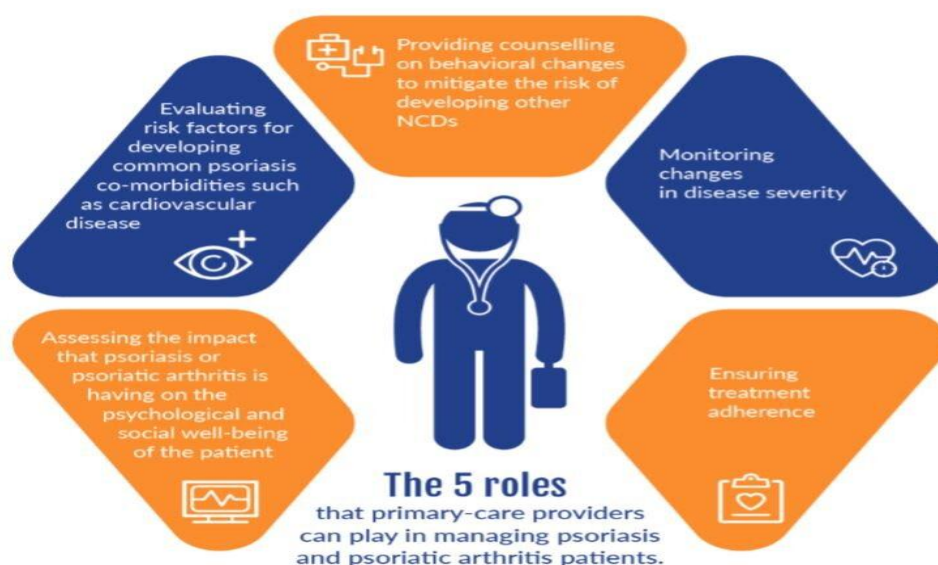 Providing counselling
on behavioral changes
to mitigate the risk of
developing other
NCDs
Evaluating
risk factors for
developing
common psoriasis
co-morbidities such
as cardiovascular
disease
Monitoring
changes
in disease severity
Assessing the impact
that psoriasis or
psoriatic arthritis is
having on the
psychological and
social well-being
of the patient
Ensuring
treatment
adherence
The 5 roles
that primary-care providers
can play in managing psoriasis
and psoriatic arthritis patients.